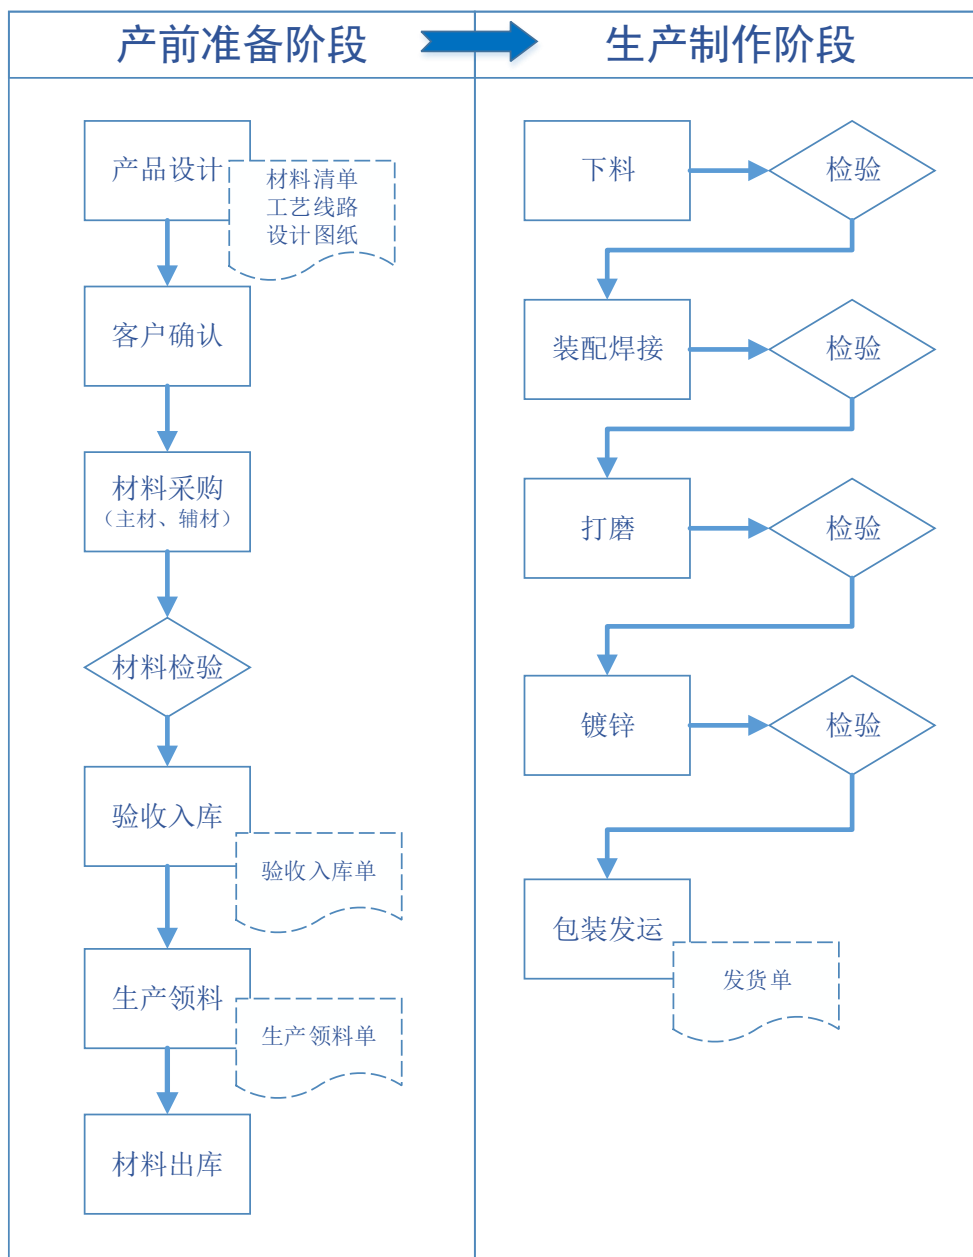 产前准备阶段
生产制作阶段
产品设计
材料清单
工艺线路
设计图纸
客户确认
材料采购
（主材、辅材）
材料检验
验收入库
验收入库单
生产领料
生产领料单
材料出库
下料
检验
装配焊接
检验
打磨
检验
镀锌
检验
包装发运
发货单